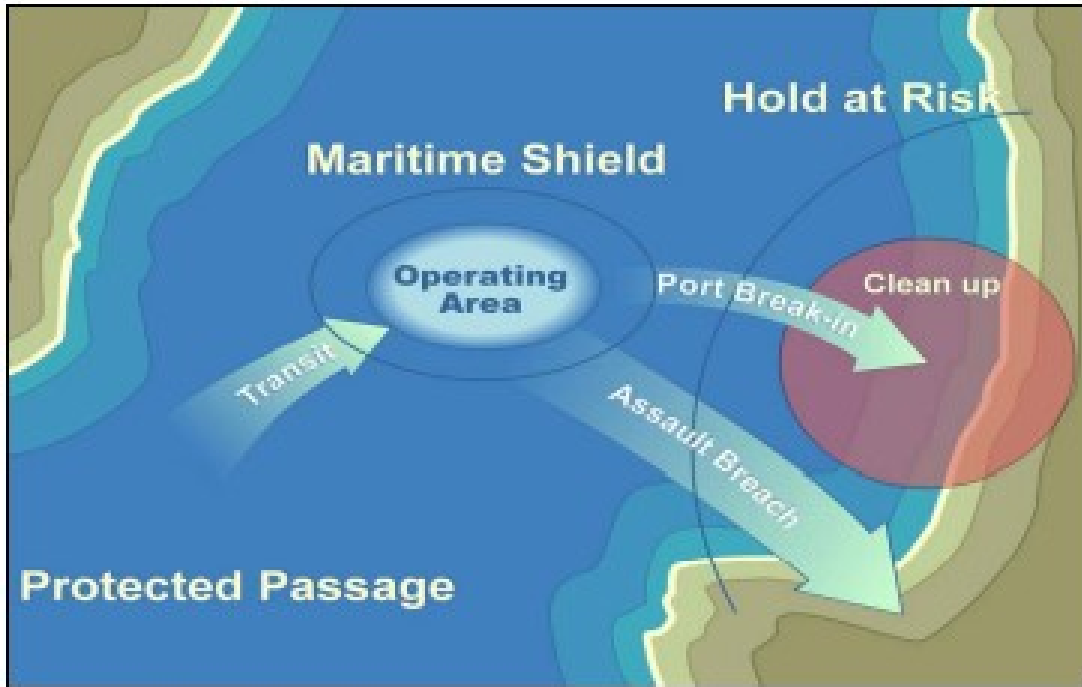 Hold at Risk
Maritime Shield
Operating
Area
Clean up
Port Break-in
Transit
Assault Breach
Protected Passage